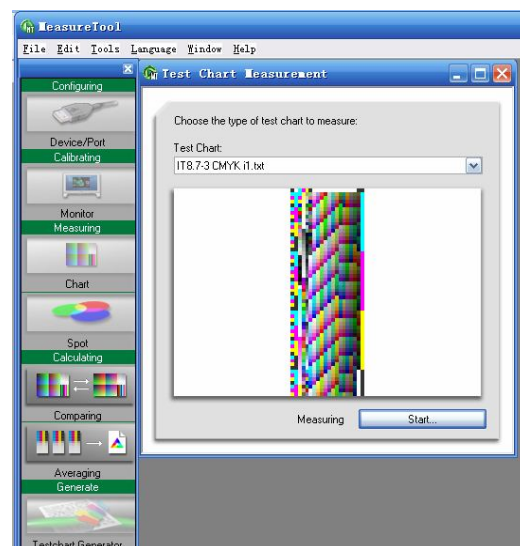 MeasureTool
File Edit Tools Language Window Help
Configuring
Device/Port
Calibrating
Monitor
Measuring
Chart
Spot
Calculating
Comparing
Averaging
Generate
Testchart Generator
Test Chart Measurement
Choose the type of test chart to measure:
Test Chart:
IT8.7-3 CMYK i1.txt
Measuring Start...